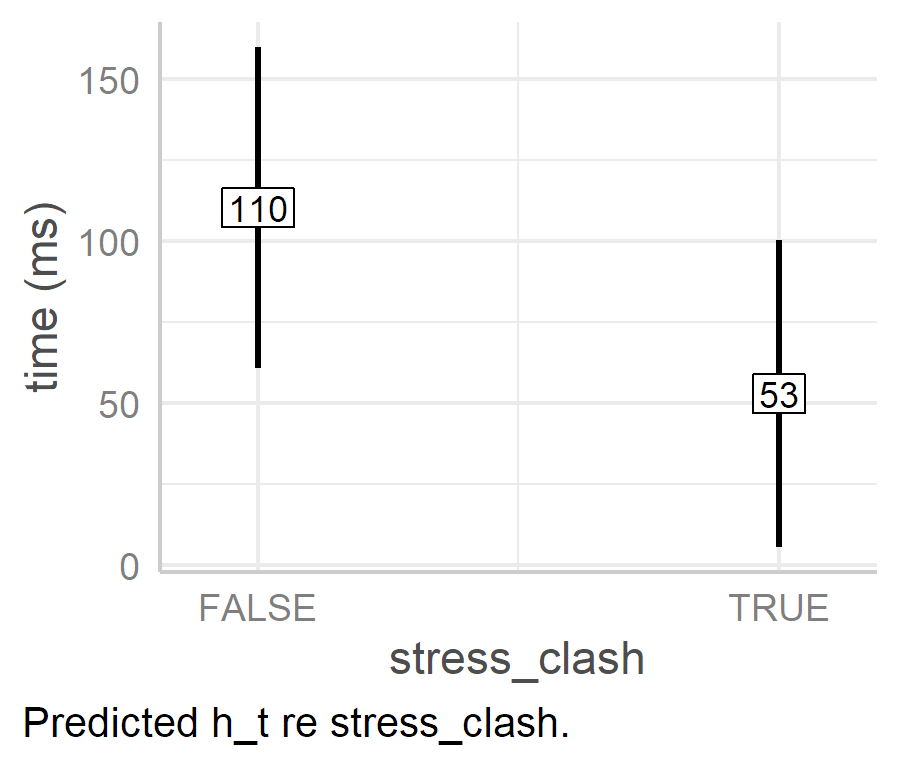 150
110
100
time (ms)
50
53
0
FALSE
TRUE
stress_clash
Predicted h_t re stress_clash.